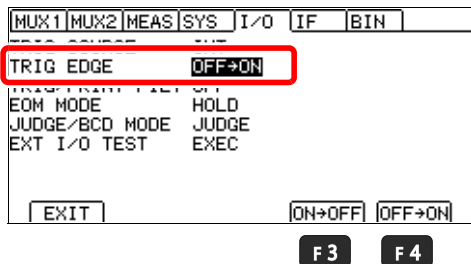 MUX1 MUX2 MEAS SYS I/O IF BIN
TRIG EDGE OFF→ON
EOM MODE HOLD
JUDGE/BCD MODE JUDGE
EXT I/O TEST EXEC
EXIT ON→OFF OFF→ON
F3 F4